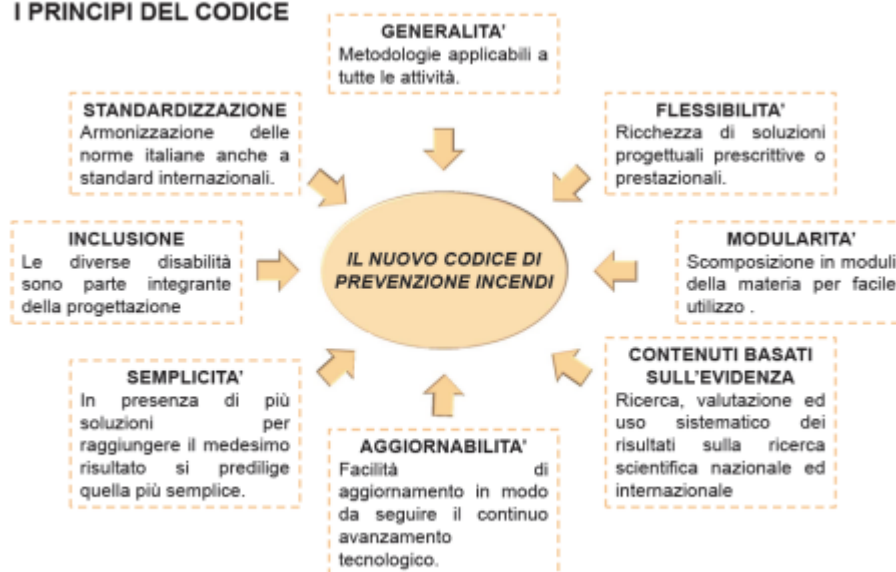 I PRINCIPI DEL CODICE
GENERALITA'
Metodologie applicabili a
tutte le attività.
STANDARDIZZAZIONE
Armonizzazione delle
norme italiane anche a
standard internazionali.
FLESSIBILITA'
Ricchezza di soluzioni
progettuali prescrittive o
prestazionali.
INCLUSIONE
Le diverse disabilità
sono parte integrante
della progettazione
IL NUOVO CODICE DI
PREVENZIONE INCENDI
MODULARITA'
Scomposizione in moduli
della materia per facile
utilizzo .
SEMPLICITA'
In presenza di più
soluzioni per
raggiungere il medesimo
risultato si predilige
quella più semplice.
AGGIORNABILITA'
Facilità di
aggiornamento in modo
da seguire il continuo
avanzamento
tecnologico.
CONTENUTI BASATI
SULL'EVIDENZA
Ricerca, valutazione ed
uso sistematico dei
risultati sulla ricerca
scientifica nazionale ed
internazionale